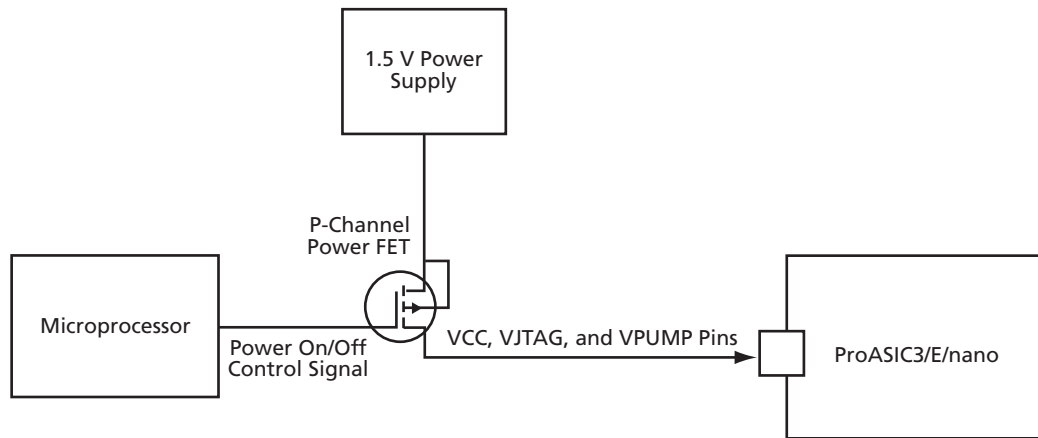 1.5 V Power
Supply
P-Channel
Power FET
Microprocessor
Power On/Off
Control Signal
VCC, VJTAG, and VPUMP Pins
ProASIC3/E/nano